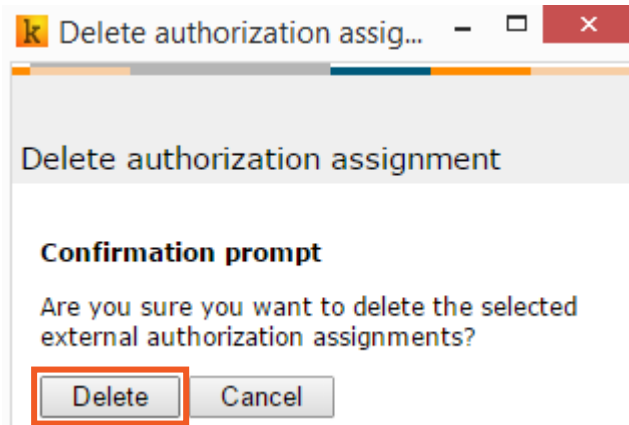 k Delete authorization assig...
Delete authorization assignment
Confirmation prompt
Are you sure you want to delete the selected
external authorization assignments?
Delete Cancel